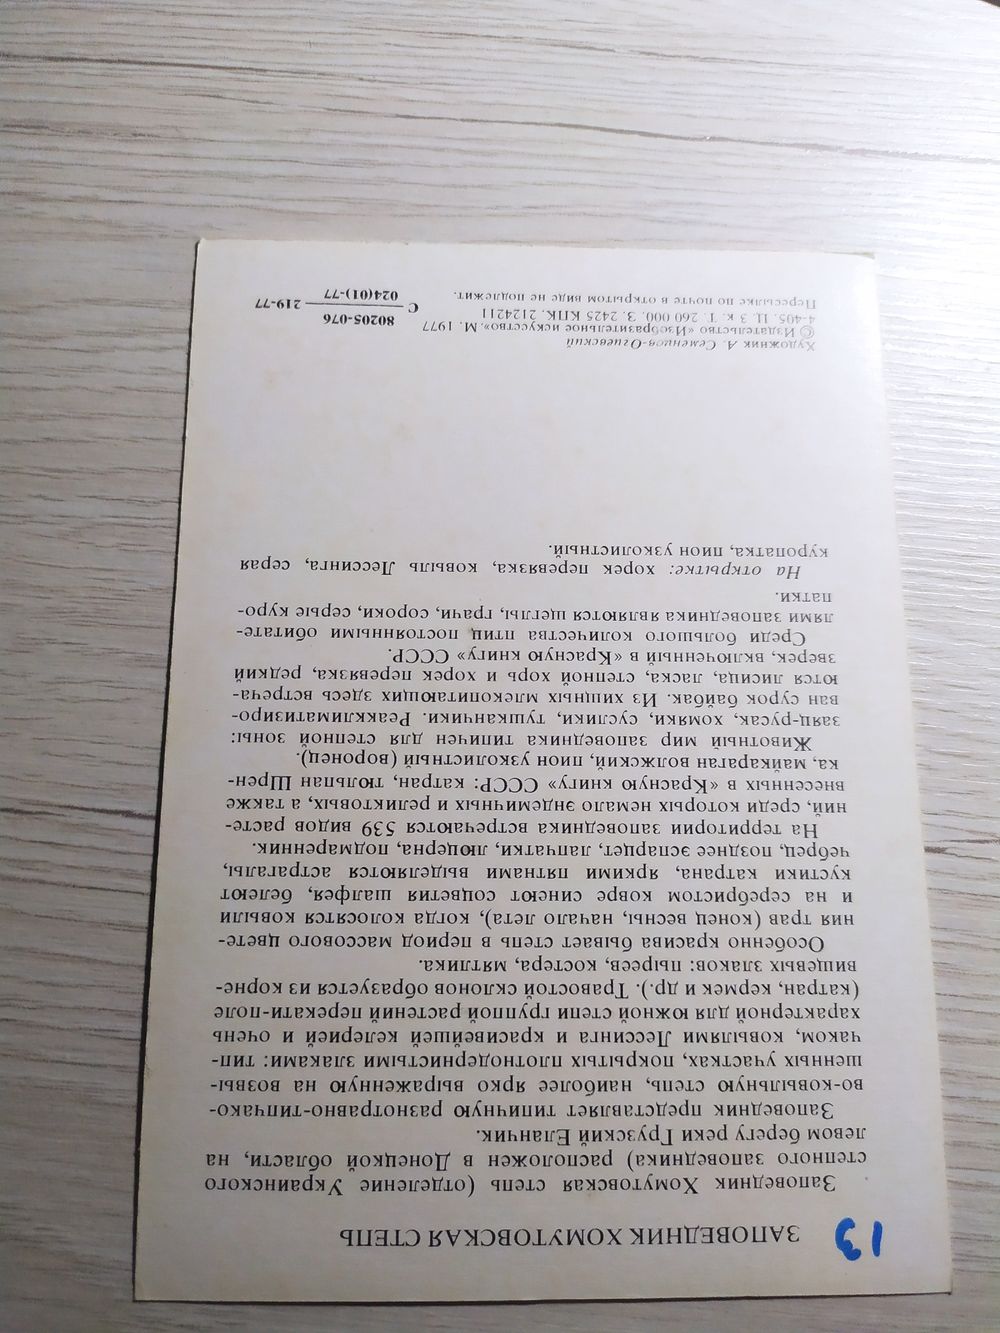 13
ЗАПОВЕДНИК ХОМУТОВСКАЯ СТЕПЬ
Заповедник Хомутовская степь (отделение Украинского
степного заповедника) расположен в Донецкой области, на
левом берегу реки Грузский Еланчик.
Заповедник представляет типичную разнотравно-типчако-
во-ковыльную степь, наиболее ярко выраженную на возвы-
шенных участках, покрытых плотнодернистыми злаками: тип-
чаком, ковылями Лессинга и красивейшей келерией и очень
характерной для южной степи группой растений перекати-поле
(катран, кермек и др.). Травостой склонов образуется из корне-
вищевых злаков: пыреев, костера, мятлика.
Особенно красива бывает степь в период массового цвете-
ния трав (конец весны, начало лета), когда колосятся ковыли
и на серебристом ковре синеют соцветия шалфея, белеют
кустики катрана, яркими пятнами выделяются астрагалы,
чебрец, позднее эспарцет, лапчатки, люцерна, подмаренник.
На территории заповедника встречаются 539 видов расте-
ний, среди которых немало эндемичных и реликтовых, а также
внесенных в «Красную книгу» СССР: катран, тюльпан Шрен-
ка, майкараган волжский, пион узколистный (воронец).
Животный мир заповедника типичен для степной зоны:
заяц-русак, хомяки, суслики, тушканчики. Реакклиматизиро-
ван сурок байбак. Из хищных млекопитающих здесь встреча-
ются лисица, ласка, степной хорь и хорек перевязка, редкий
зверек, включенный в «Красную книгу» СССР.
Среди большого количества птиц постоянными обитате-
лями заповедника являются щеглы, грачи, сороки, серые куро-
патки.
На открытке: хорек перевязка, ковыль Лессинга, серая
куропатка, пион узколистный.
Художник А. Семенцов-Огиевский
© Издательство «Изобразительное искусство». М. 1977
4-405. П. 3 к. Т. 260 000. З. 2425 КПК. 2124211
Пересылке по почте в открытом виде не подлежит.
80205-076
С 219-77
024(01)-77